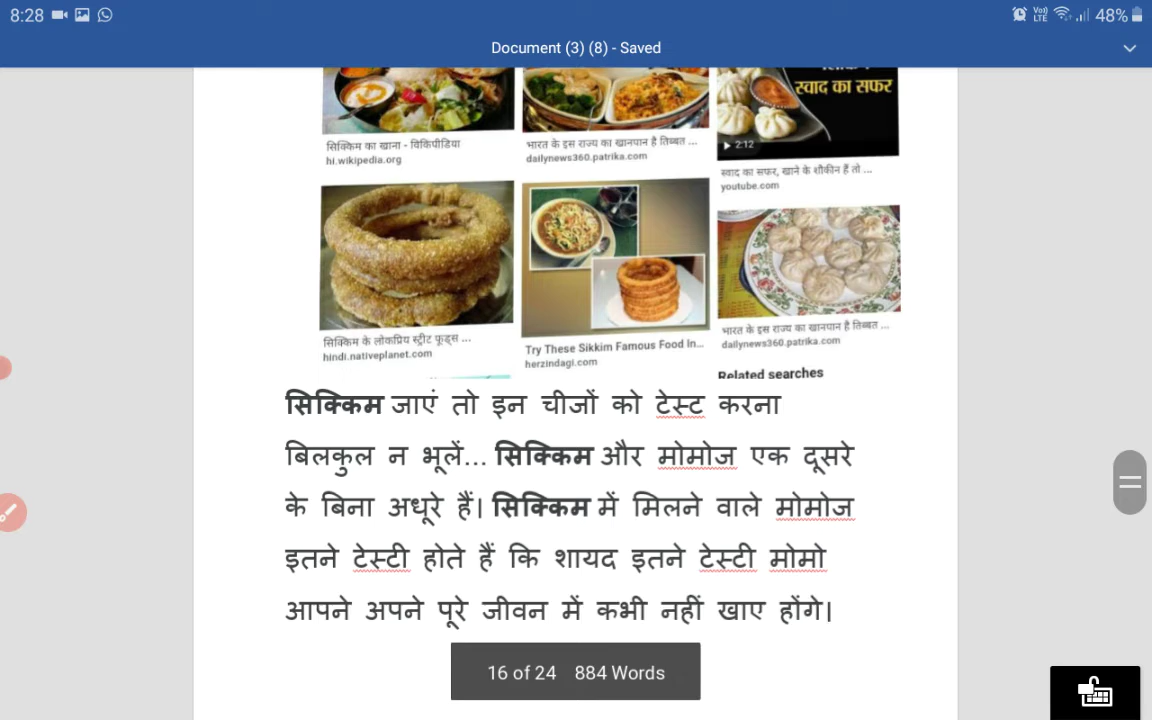 8:28 48%
Document (3) (8) - Saved
स्वाद का सफर
2:12
सिक्किम का खाना - विकिपीडिया
hi.wikipedia.org
भारत के इस राज्य का खानपान है तिब्बत ...
dailynews360.patrika.com
स्वाद का सफर, खाने के शौकीन हैं तो ...
youtube.com
सिक्किम के लोकप्रिय स्ट्रीट फूड्स ...
hindi.nativeplanet.com
Try These Sikkim Famous Food In...
herzindagi.com
भारत के इस राज्य का खानपान है तिब्बत ...
dailynews360.patrika.com
Related searches
सिक्किम जाएं तो इन चीजों को टेस्ट करना
बिलकुल न भूलें... सिक्किम और मोमोज एक दूसरे
के बिना अधूरे हैं। सिक्किम में मिलने वाले मोमोज
इतने टेस्टी होते हैं कि शायद इतने टेस्टी मोमो
आपने अपने पूरे जीवन में कभी नहीं खाए होंगे।
16 of 24 884 Words